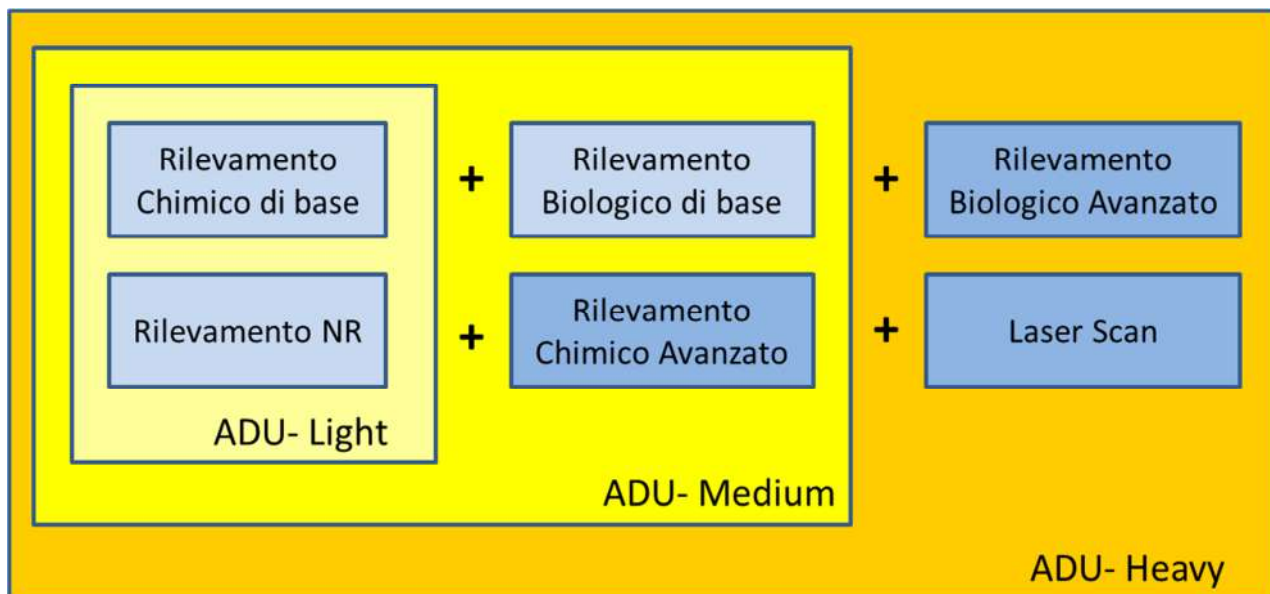 Rilevamento
Chimico di base
+
Rilevamento
Biologico di base
+
Rilevamento
Biologico Avanzato
Rilevamento NR
+
Rilevamento
Chimico Avanzato
+
Laser Scan
ADU- Light
ADU- Medium
ADU- Heavy